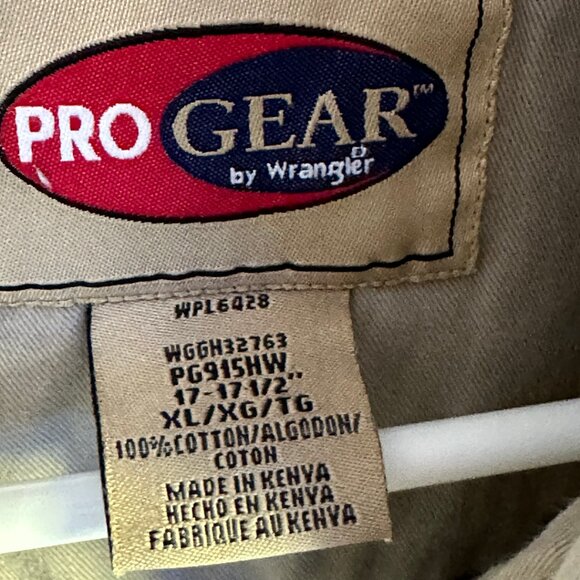 PRO GEAR™
by Wrangler®
WPL6428
WGGH32763
PG915HW
17-17 1/2"
XL/XG/TG
100%COTTON/ALGODON/
COTON
MADE IN KENYA
HECHO EN KENYA
FABRIQUE AU KENYA